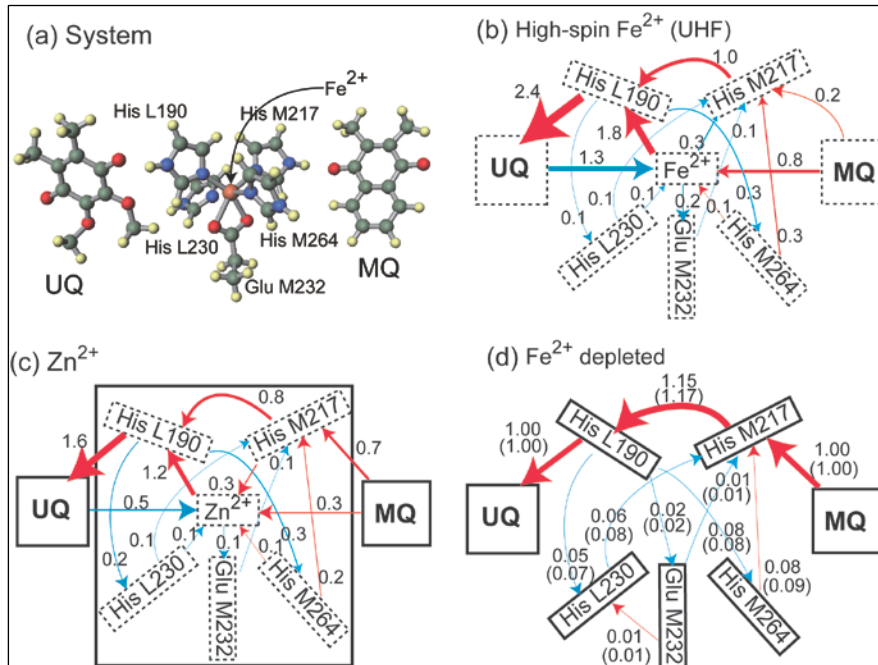 (a) System
Fe2+
His L190
His M217
His L230
His M264
Glu M232
UQ
MQ
(b) High-spin Fe2+ (UHF)
1.0
His L190
His M217
2.4
0.2
1.8
0.3
0.1
UQ
1.3
Fe2+
0.8
MQ
0.1
0.1
0.1
0.2
0.1
0.3
0.3
His L230
Glu M232
His M264
(c) Zn2+
0.8
His L190
His M217
1.6
0.7
1.2
0.3
0.1
UQ
0.5
Zn2+
0.3
MQ
0.2
0.1
0.1
0.1
0.1
0.3
0.2
His L230
Glu M232
His M264
(d) Fe2+ depleted
1.15
(1.17)
His L190
His M217
1.00
(1.00)
1.00
(1.00)
UQ
MQ
0.01
(0.01)
0.06
(0.08)
0.02
(0.02)
0.08
(0.08)
0.05
(0.07)
0.08
(0.09)
His L230
Glu M232
His M264
0.01
(0.01)